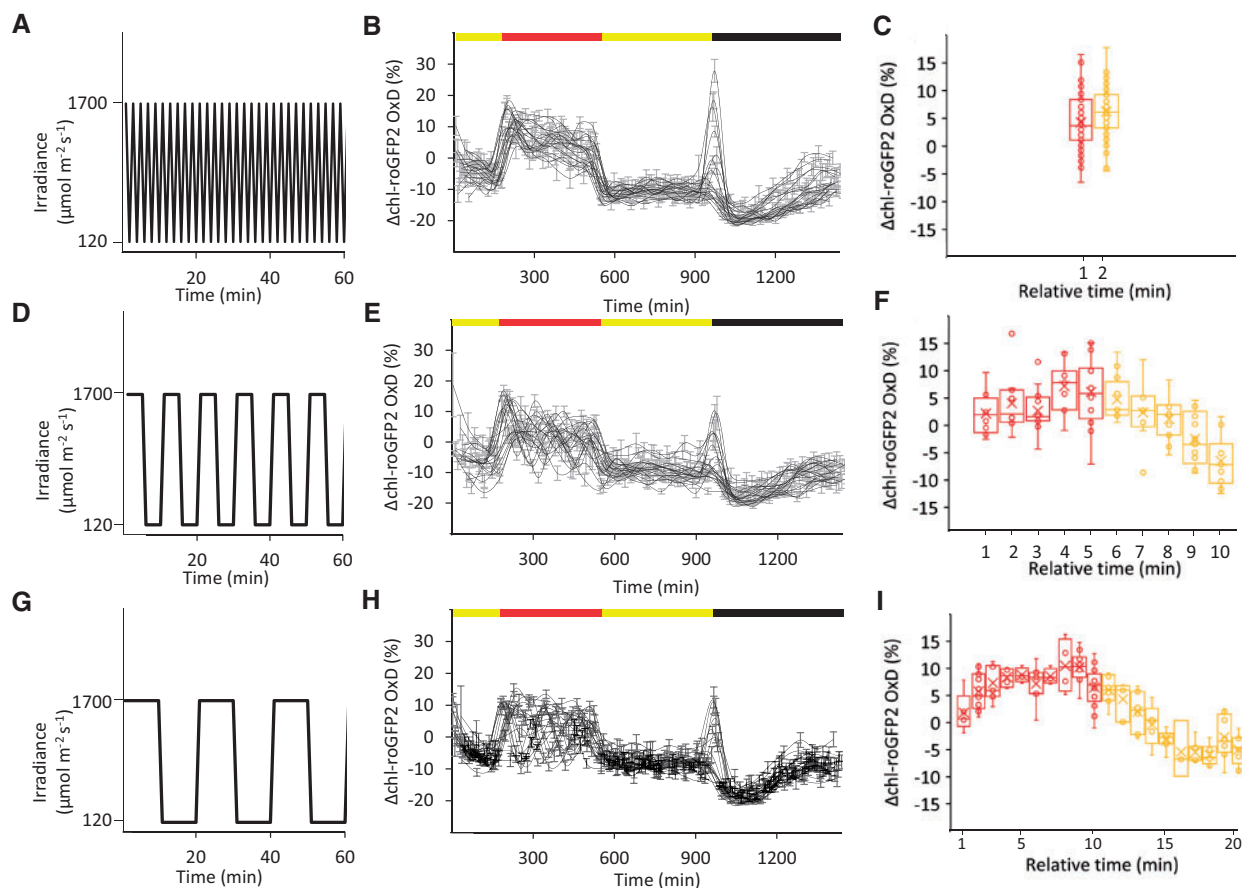 A
Irradiance
(µmol m⁻² s⁻¹)
1700
120
20
40
60
Time (min)
B
Δchl-roGFP2 OxD (%)
30
20
10
0
-10
-20
300
600
900
1200
Time (min)
C
Δchl-roGFP2 OxD (%)
15
10
5
0
-5
-10
-15
1 2
Relative time (min)
D
Irradiance
(µmol m⁻² s⁻¹)
1700
120
20
40
60
Time (min)
E
Δchl-roGFP2 OxD (%)
30
20
10
0
-10
-20
-30
300
600
900
1200
Time (min)
F
Δchl-roGFP2 OxD (%)
15
10
5
0
-5
-10
-15
1 2 3 4 5 6 7 8 9 10
Relative time (min)
G
Irradiance
(µmol m⁻² s⁻¹)
1700
120
20
40
60
Time (min)
H
Δchl-roGFP2 OxD (%)
40
30
20
10
0
-10
-20
300
600
900
1200
Time (min)
I
Δchl-roGFP2 OxD (%)
15
10
5
0
-5
-10
-15
1 5 10 15 20
Relative time (min)